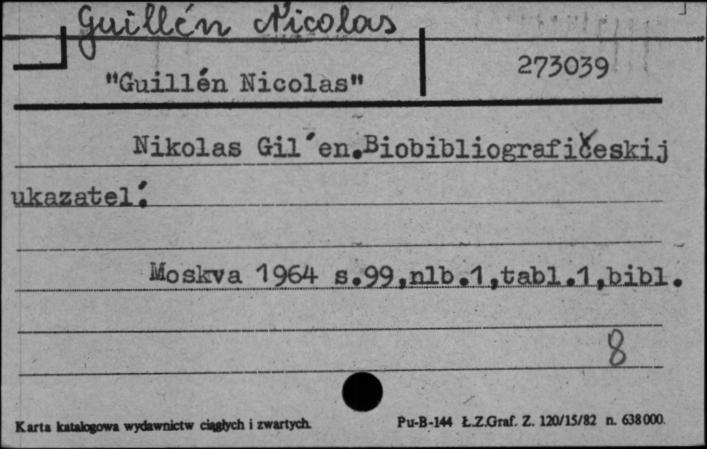 Guillén Nicolas
"Guillén Nicolas"
273039
Nikolas Gil´en.Biobibliografičeskij
ukazatel´.
Moskva 1964 s.99,nlb.1,tabl.1,bibl.
8
Karta katalogowa wydawnictw ciągłych i zwartych.
Pu-B-144 Ł.Z.Graf. Z. 120/15/82 n. 638000.